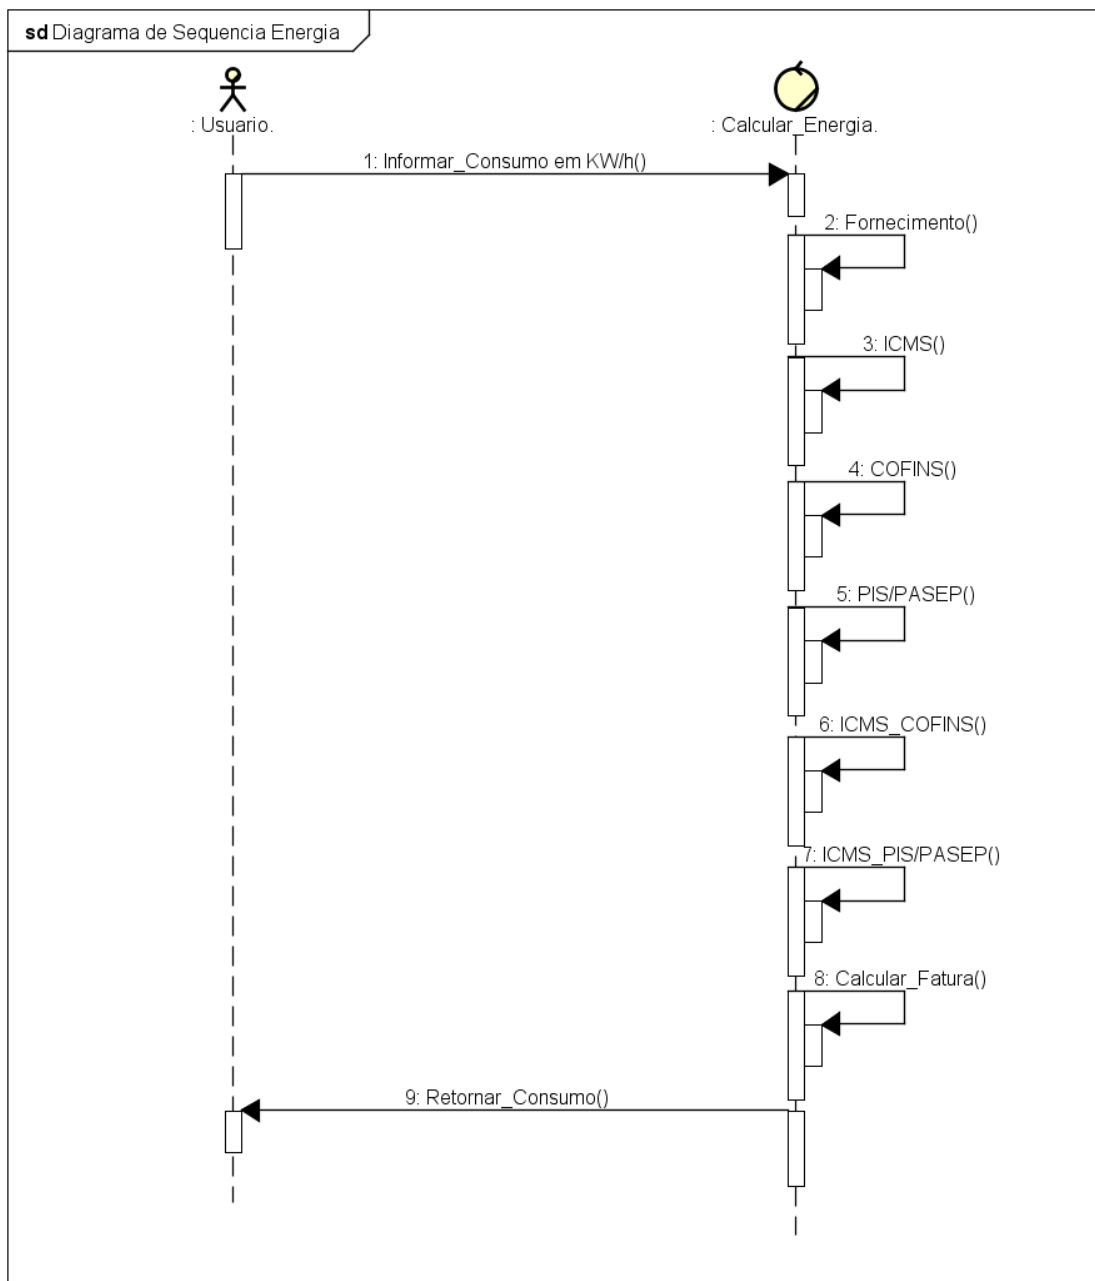 sd Diagrama de Sequencia Energia
: Usuario.
: Calcular_Energia.
1: Informar_Consumo em KW/h()
2: Fornecimento()
3: ICMS()
4: COFINS()
5: PIS/PASEP()
6: ICMS_COFINS()
7: ICMS_PIS/PASEP()
8: Calcular_Fatura()
9: Retornar_Consumo()